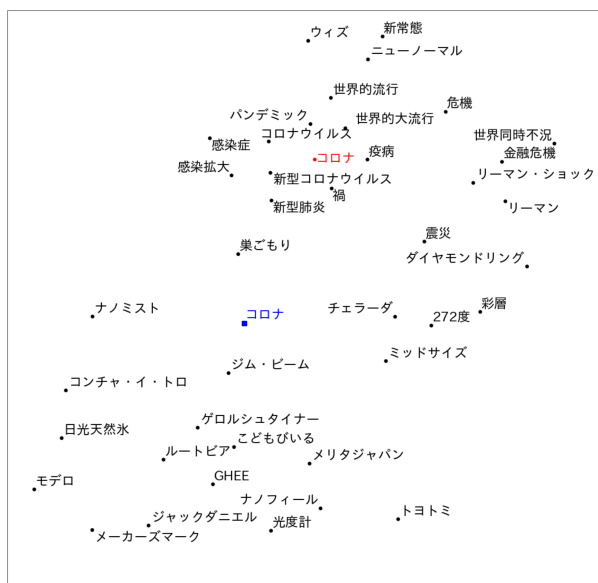 ウィズ
新常態
ニューノーマル
世界的流行
危機
パンデミック
世界的大流行
コロナウイルス
世界同時不況
感染症
コロナ
疫病
金融危機
感染拡大
新型コロナウイルス
リーマン・ショック
禍
新型肺炎
リーマン
震災
巣ごもり
ダイヤモンドリング
ナノミスト
コロナ
チェラーダ
272度
彩層
ミッドサイズ
ジム・ビーム
コンチャ・イ・トロ
ゲロルシュタイナー
日光天然氷
こどもびいる
ルートビア
メリタジャパン
モデロ
GHEE
ナノフィール
トヨトミ
ジャックダニエル
光度計
メーカーズマーク